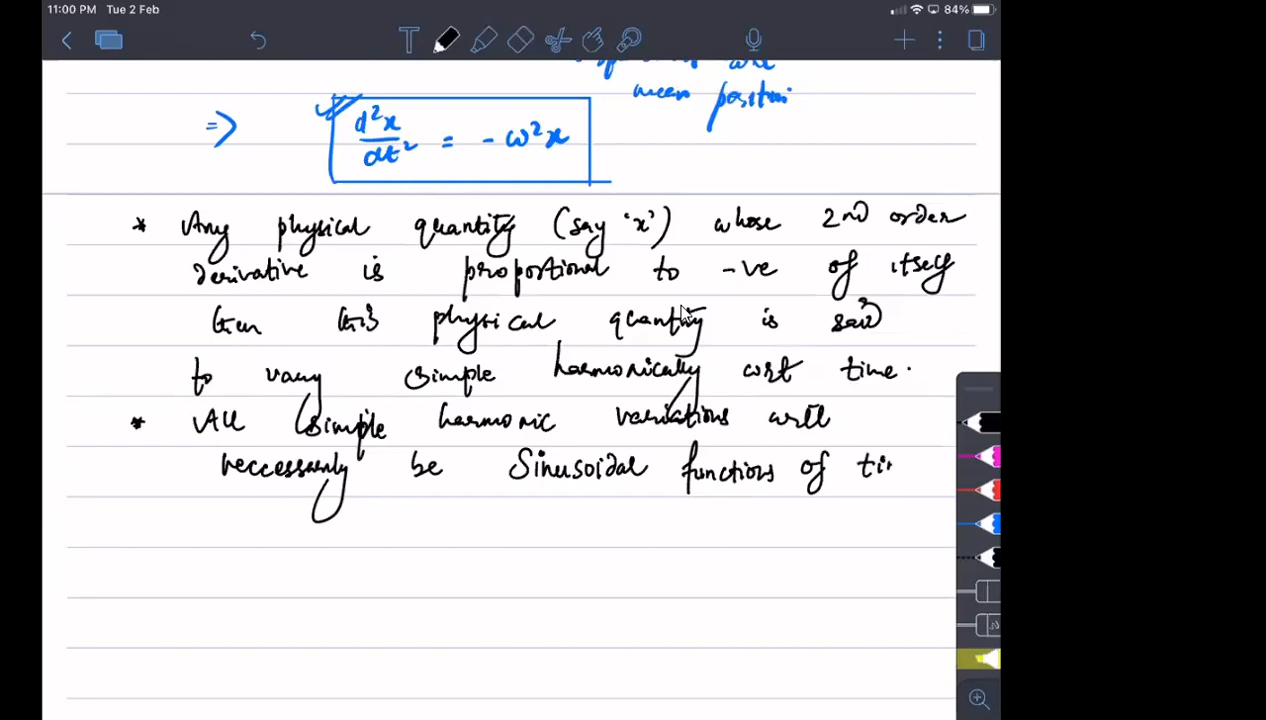 11:00 PM Tue 2 Feb
84%
T
mean positi
=> d²x/dt² = - ω²x
* Any physical quantity (say 'x') whose 2nd order
derivative is proportional to -ve of itself
then this physical quantity is said
to vary simple harmonically wrt time.
* All simple harmonic variations will
neccessarily be Sinusoidal functions of ti